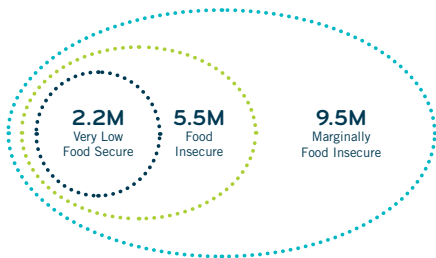 2.2M
Very Low
Food Secure
5.5M
Food
Insecure
9.5M
Marginally
Food Insecure